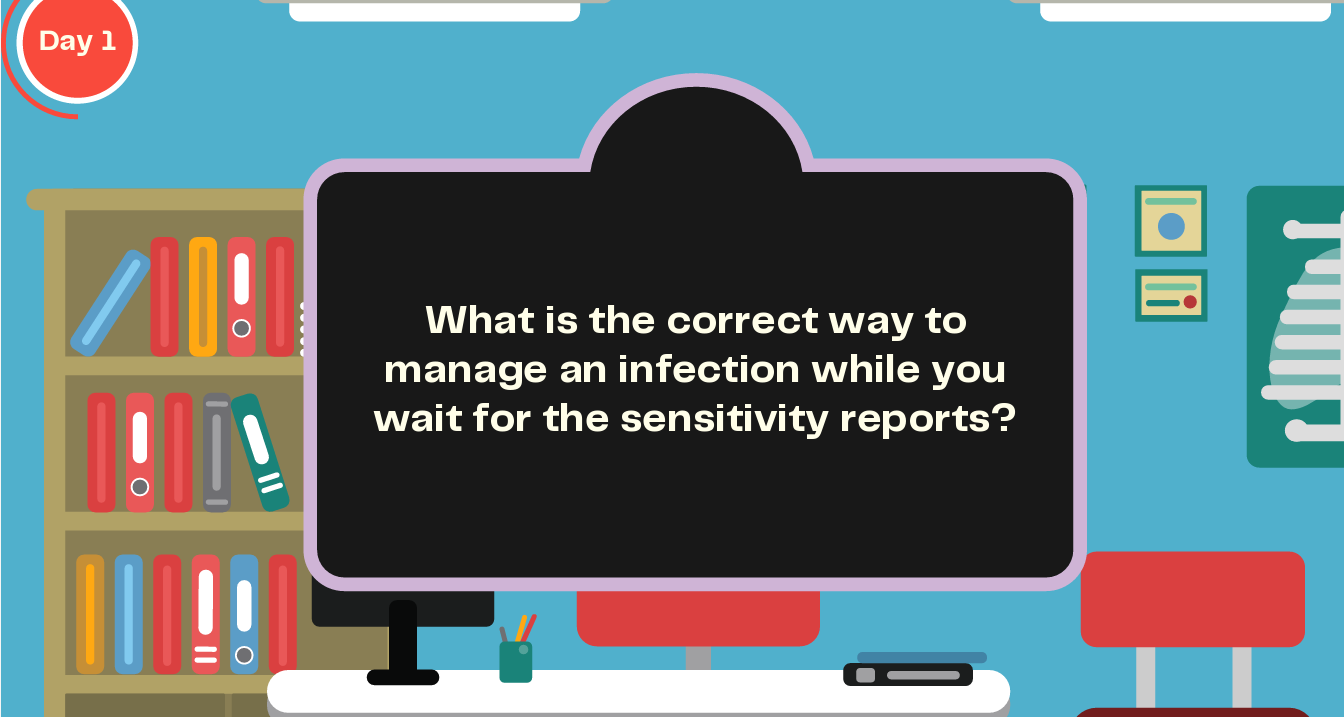 Day 1
What is the correct way to
manage an infection while you
wait for the sensitivity reports?